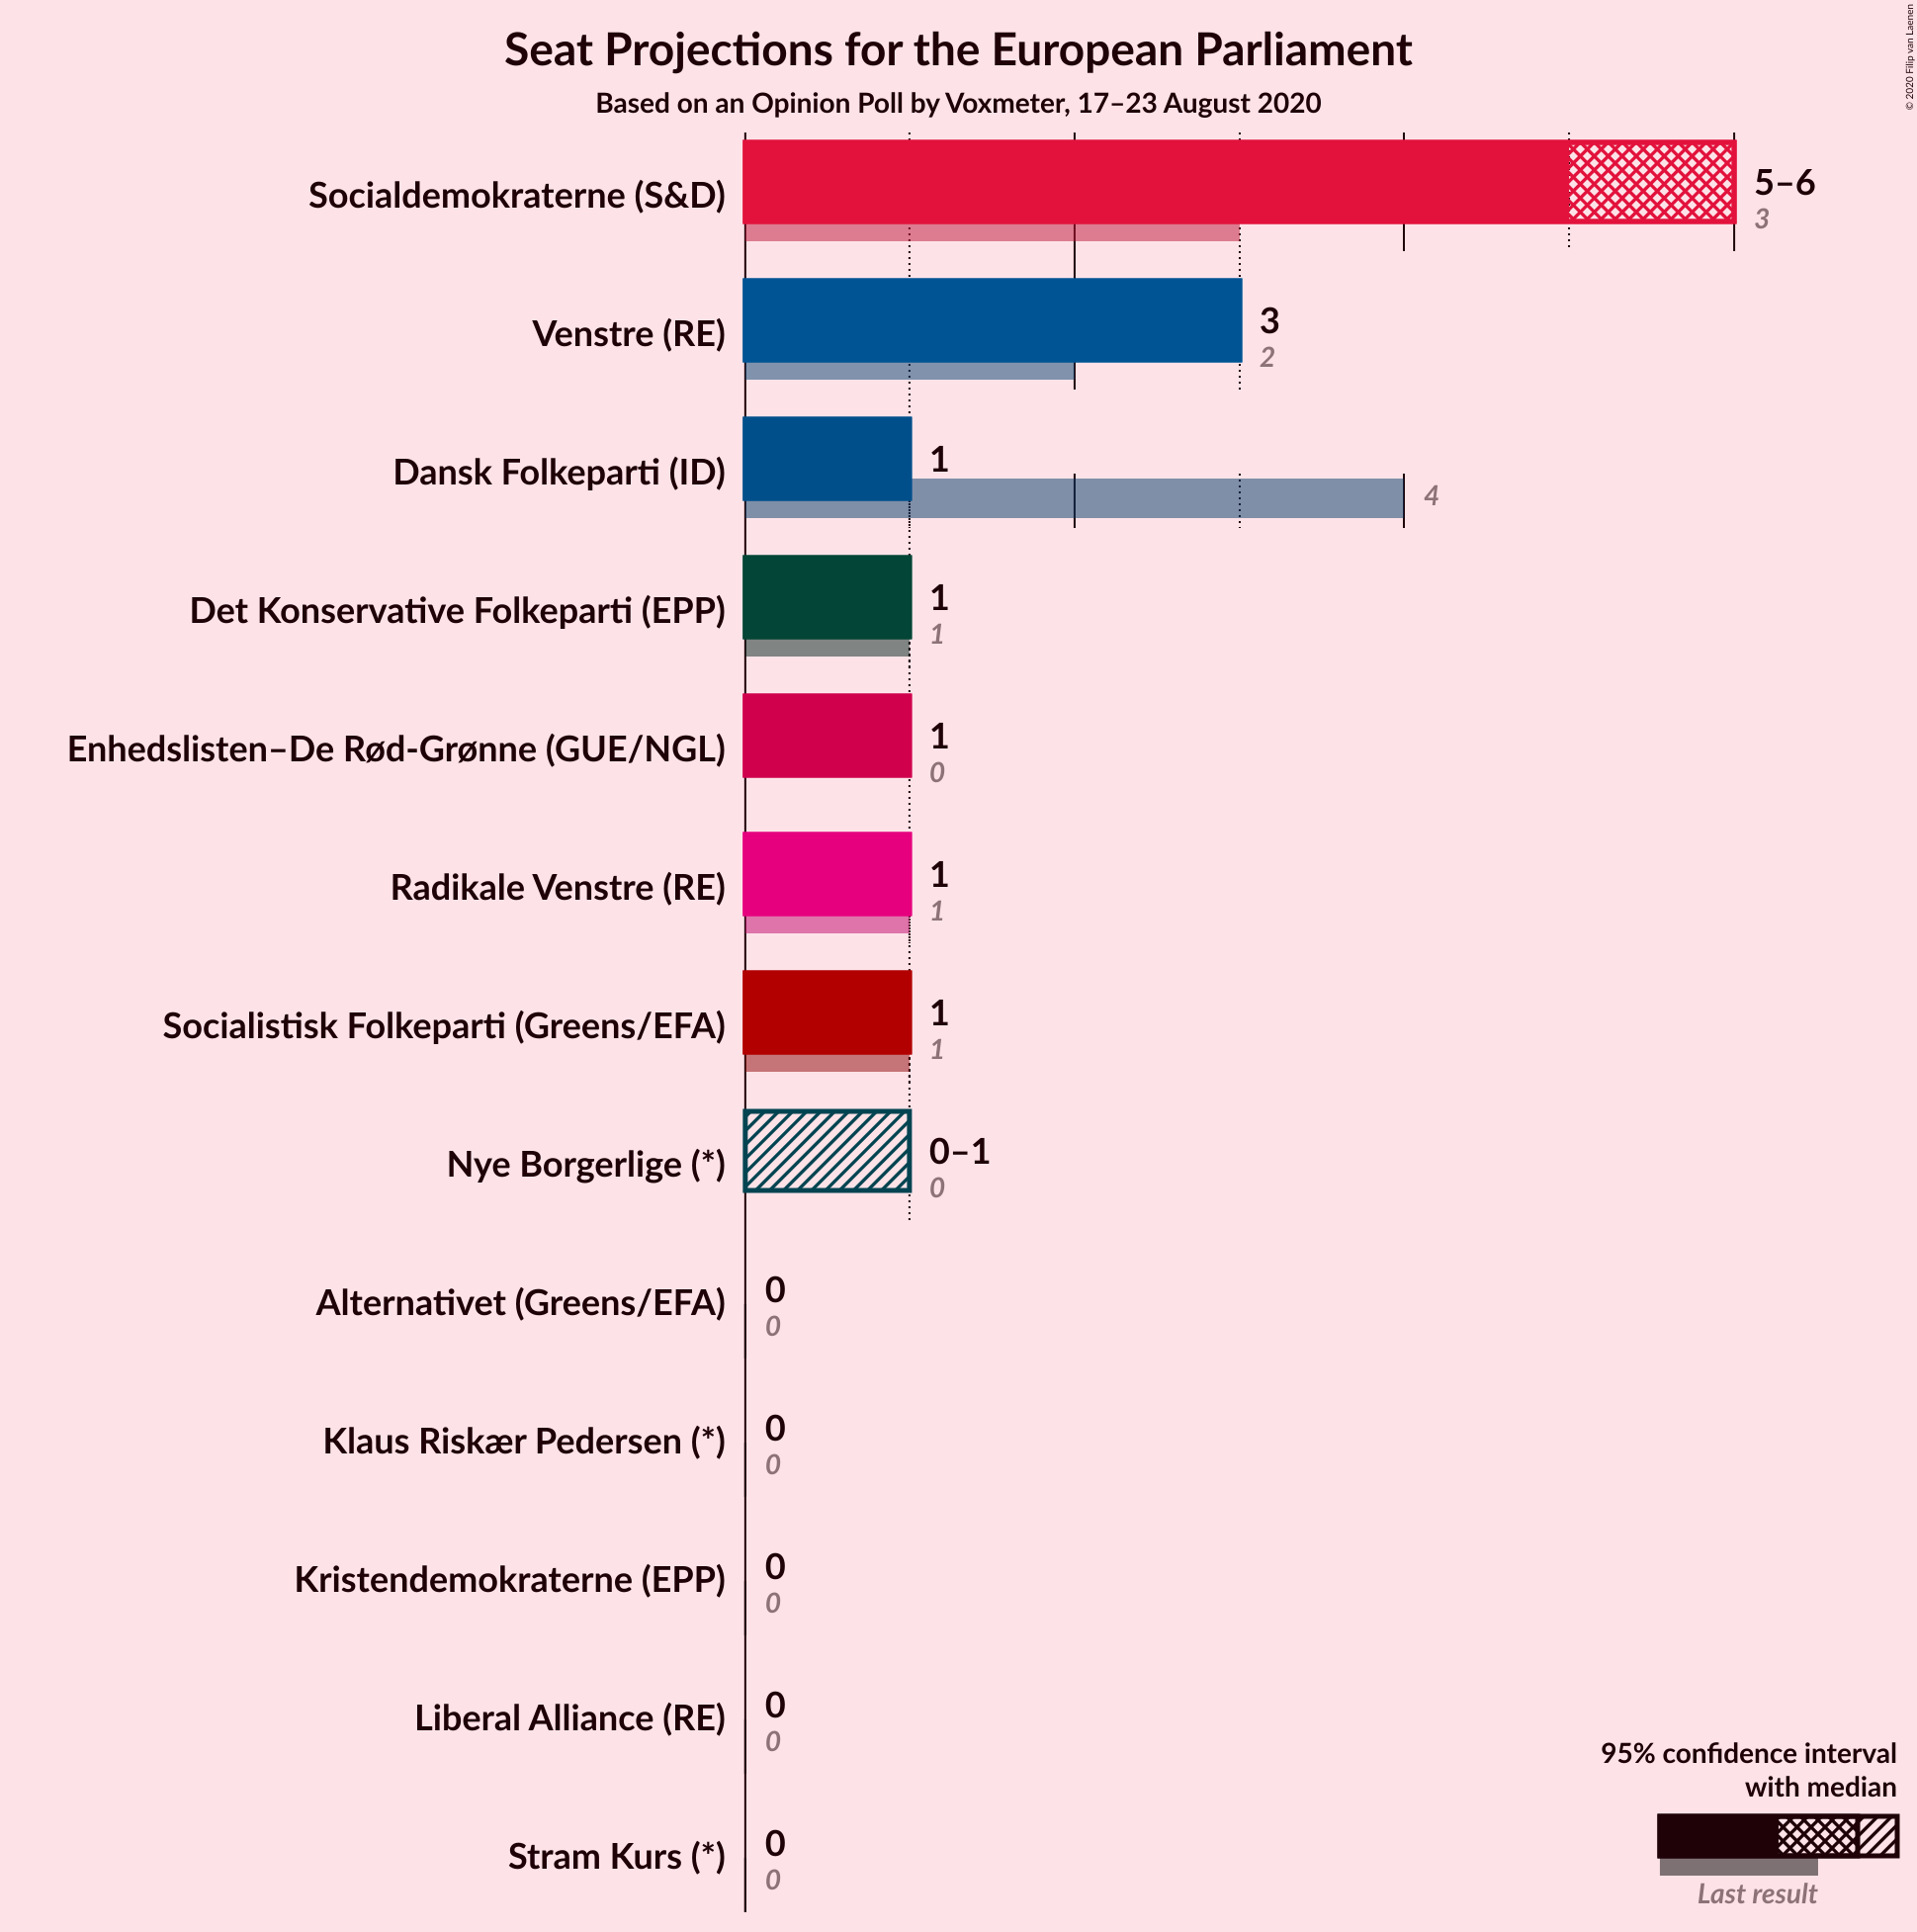 Seat Projections for the European Parliament
Based on an Opinion Poll by Voxmeter, 17–23 August 2020
© 2020 Filip van Laenen
Socialdemokraterne (S&D)
5–6
3
Venstre (RE)
3
2
Dansk Folkeparti (ID)
1
4
Det Konservative Folkeparti (EPP)
1
1
Enhedslisten–De Rød-Grønne (GUE/NGL)
1
0
Radikale Venstre (RE)
1
1
Socialistisk Folkeparti (Greens/EFA)
1
1
Nye Borgerlige (*)
0–1
0
Alternativet (Greens/EFA)
0
0
Klaus Riskær Pedersen (*)
0
0
Kristendemokraterne (EPP)
0
0
Liberal Alliance (RE)
0
0
Stram Kurs (*)
0
0
95% confidence interval
with median
Last result